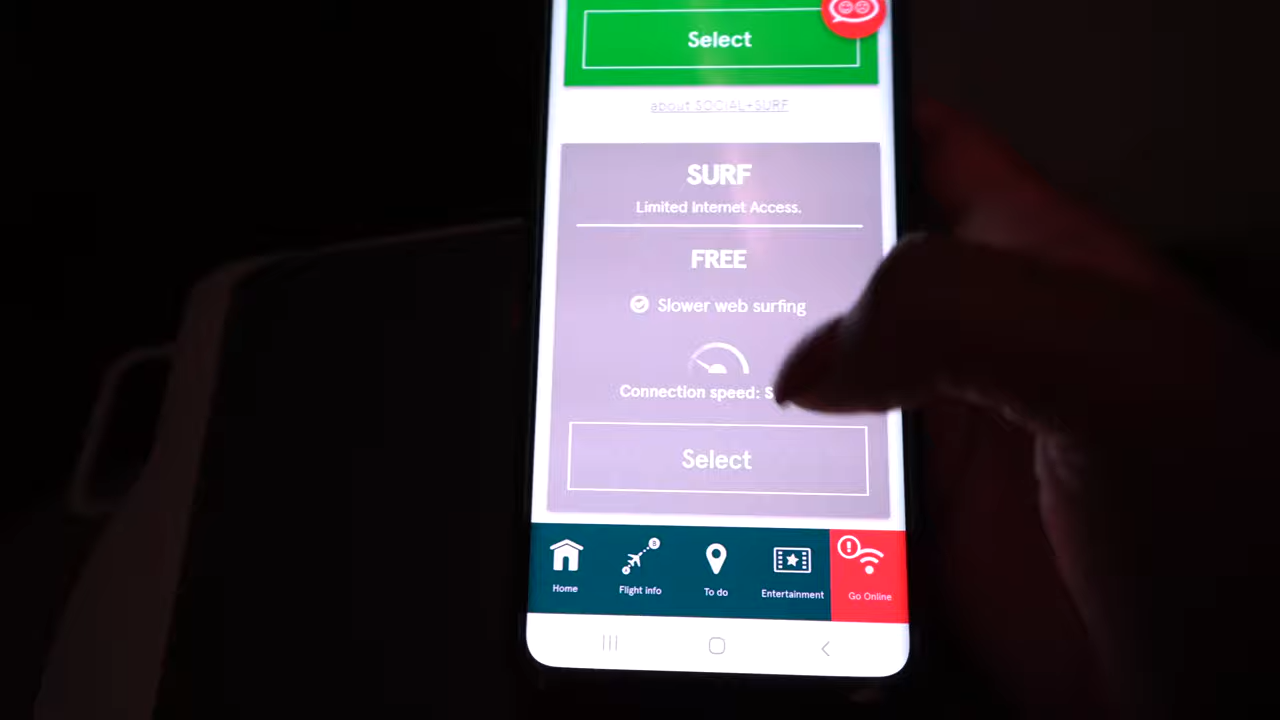 Select
about SOCIAL+SURF
SURF
Limited Internet Access.
FREE
Slower web surfing
Connection speed: S
Select
Home
Flight info
To do
Entertainment
Go Online